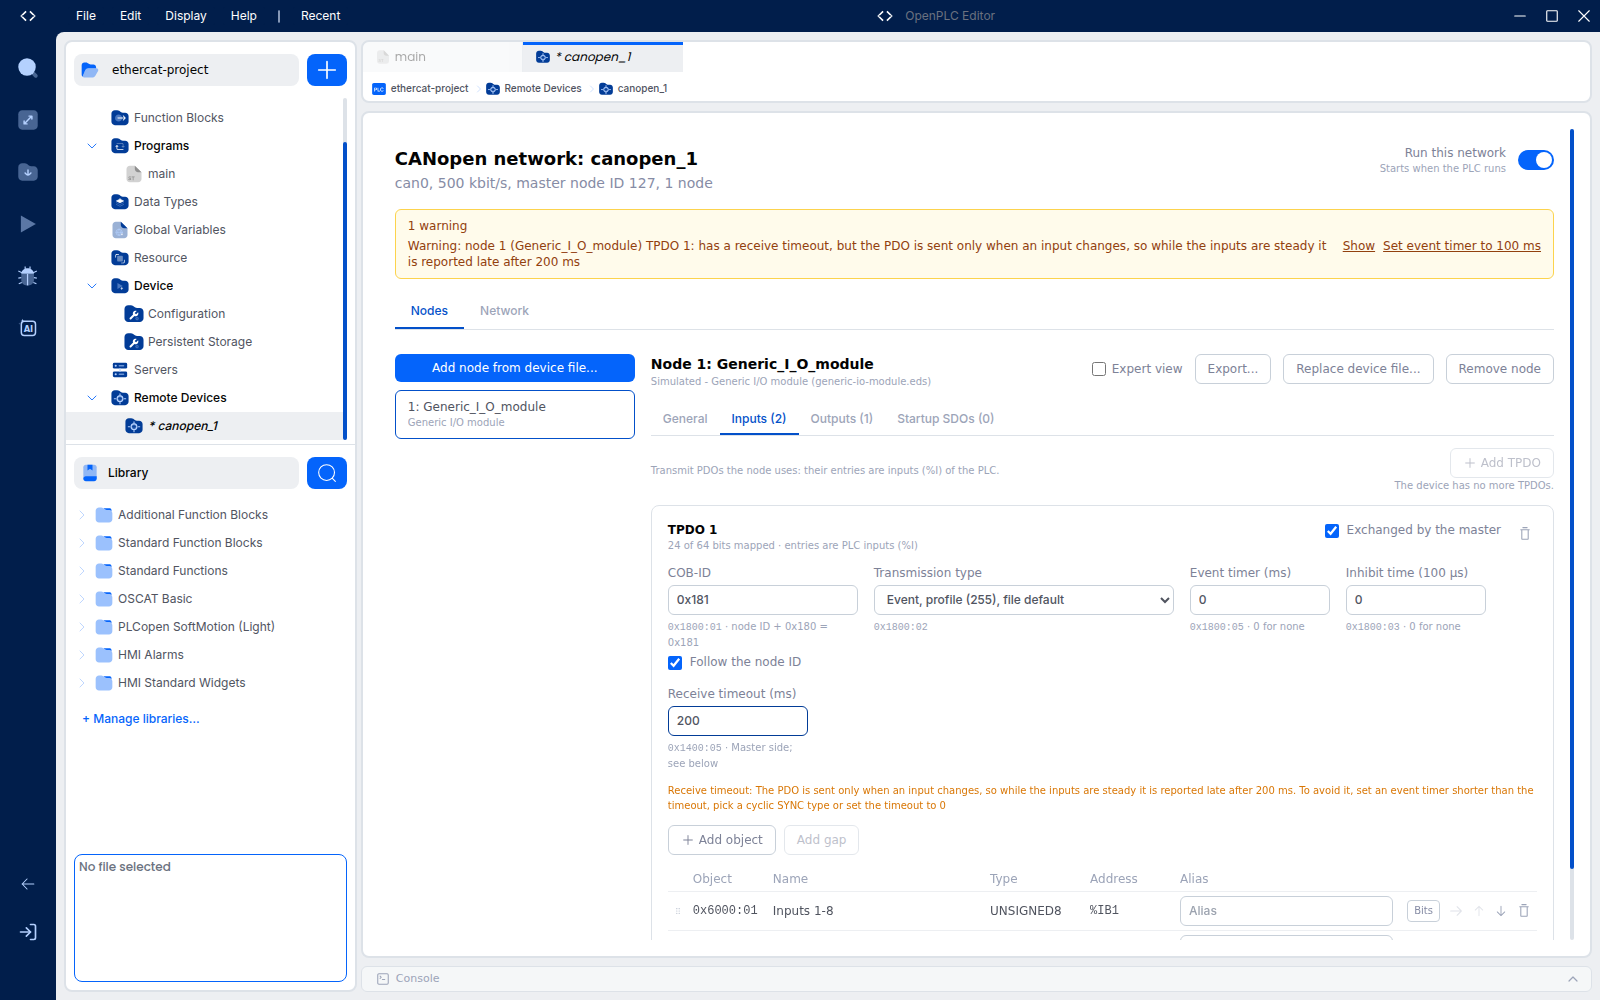 File Edit Display Help | Recent
OpenPLC Editor
ethercat-project
Function Blocks
Programs
main
Data Types
Global Variables
Resource
Device
Configuration
Persistent Storage
Servers
Remote Devices
* canopen_1
Library
Additional Function Blocks
Standard Function Blocks
Standard Functions
OSCAT Basic
PLCopen SoftMotion (Light)
HMI Alarms
HMI Standard Widgets
+ Manage libraries...
No file selected
main
* canopen_1
ethercat-project Remote Devices canopen_1
CANopen network: canopen_1
can0, 500 kbit/s, master node ID 127, 1 node
Run this network
Starts when the PLC runs
1 warning
Warning: node 1 (Generic_I_O_module) TPDO 1: has a receive timeout, but the PDO is sent only when an input changes, so while the inputs are steady it
is reported late after 200 ms
Show Set event timer to 100 ms
Nodes Network
Add node from device file...
1: Generic_I_O_module
Generic I/O module
Node 1: Generic_I_O_module
Simulated - Generic I/O module (generic-io-module.eds)
Expert view Export... Replace device file... Remove node
General Inputs (2) Outputs (1) Startup SDOs (0)
Transmit PDOs the node uses: their entries are inputs (%I) of the PLC.
+ Add TPDO
The device has no more TPDOs.
TPDO 1
24 of 64 bits mapped · entries are PLC inputs (%I)
Exchanged by the master
COB-ID Transmission type Event timer (ms) Inhibit time (100 µs)
0x181 Event, profile (255), file default 0 0
0x1800:01 · node ID + 0x180 =
0x181
0x1800:02
0x1800:05 · 0 for none
0x1800:03 · 0 for none
Follow the node ID
Receive timeout (ms)
200
0x1400:05 · Master side;
see below
Receive timeout: The PDO is sent only when an input changes, so while the inputs are steady it is reported late after 200 ms. To avoid it, set an event timer shorter than the
timeout, pick a cyclic SYNC type or set the timeout to 0
+ Add object Add gap
Object Name Type Address Alias
0x6000:01 Inputs 1-8 UNSIGNED8 %IB1 Alias Bits
Console